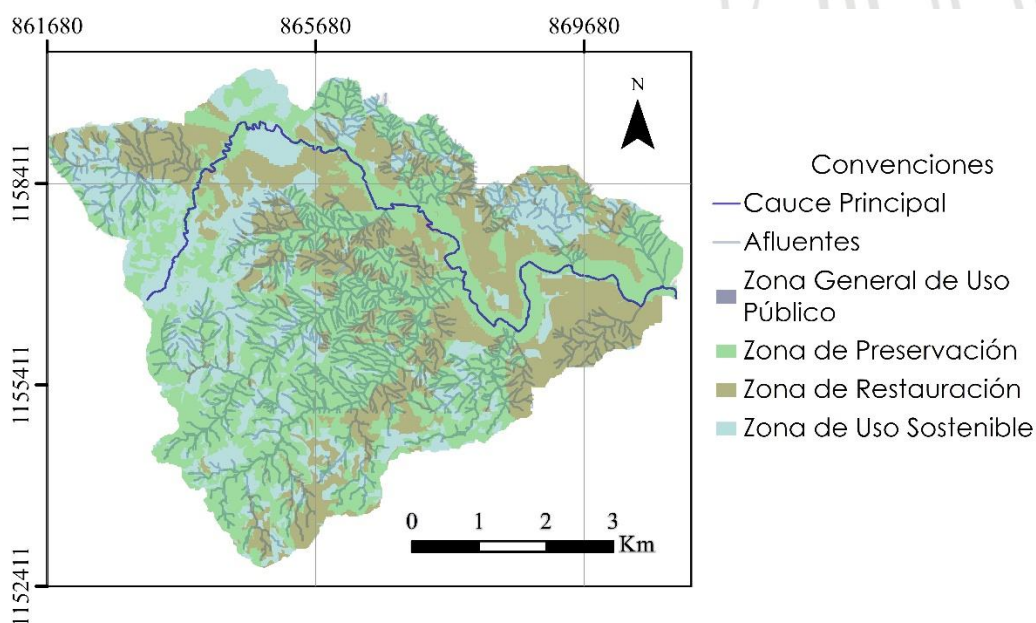 861680
865680
869680
N
1158411
1155411
1152411
Convenciones
Cauce Principal
Afluentes
Zona General de Uso
Público
Zona de Preservación
Zona de Restauración
Zona de Uso Sostenible
0 1 2 3
Km